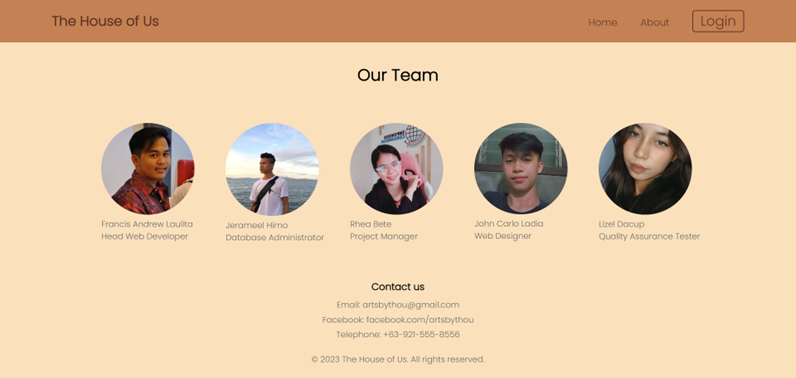 The House of Us
Home
About
Login
Our Team
Francis Andrew Laulita
Head Web Developer
Jerameel Himo
Database Administrator
Rhea Bete
Project Manager
John Carlo Ladia
Web Designer
Lizel Dacup
Quality Assurance Tester
Contact us
Email: artsbythou@gmail.com
Facebook: facebook.com/artsbythou
Telephone: +63-921-555-8556
© 2023 The House of Us. All rights reserved.